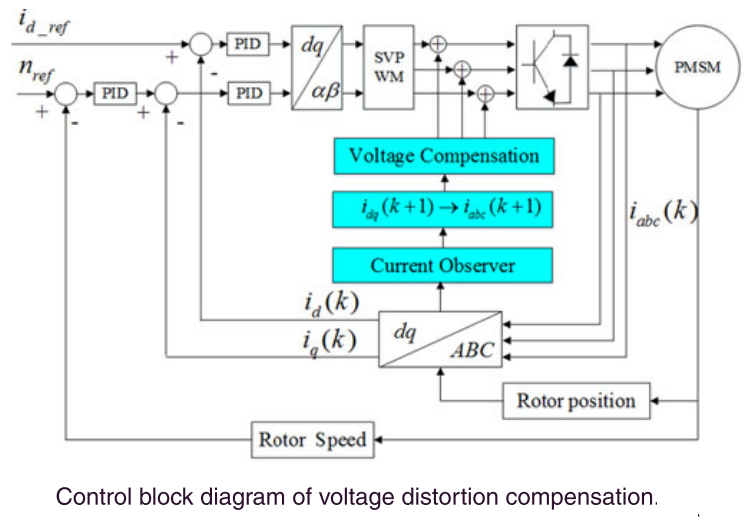 i_d_ref
n_ref
+
-
PID
dq
αβ
SVP
WM
PMSM
+
-
PID
+
-
PID
Voltage Compensation
i_dq(k+1)→i_abc(k+1)
i_abc(k)
Current Observer
i_d(k)
i_q(k)
dq
ABC
Rotor position
Rotor Speed
Control block diagram of voltage distortion compensation.